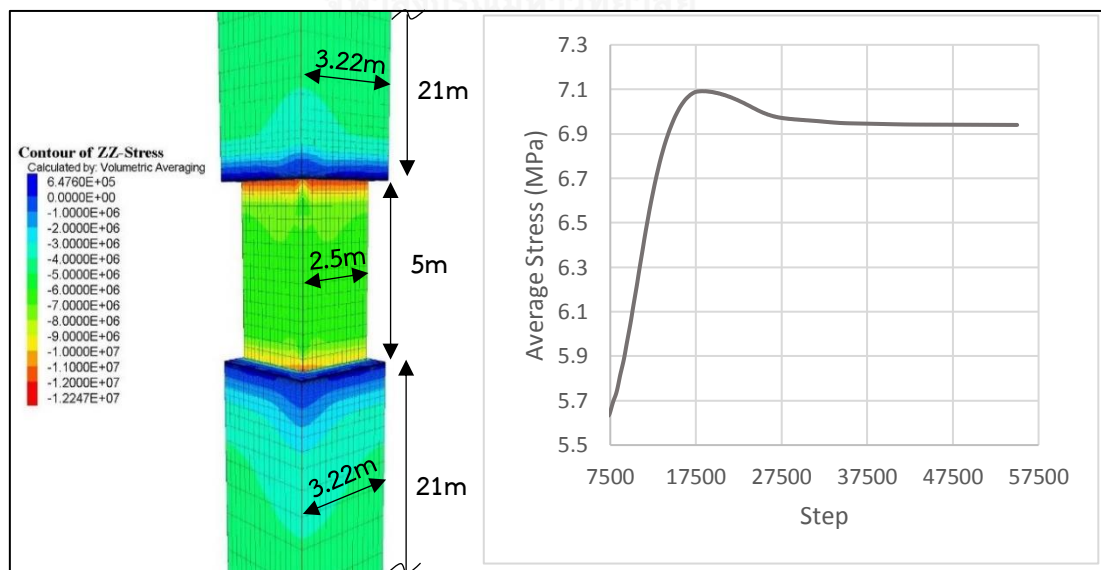 3.22m
21m
Contour of ZZ-Stress
Calculated by: Volumetric Averaging
6.4760E+05
0.0000E+00
-1.0000E+06
-2.0000E+06
-3.0000E+06
-4.0000E+06
-5.0000E+06
-6.0000E+06
-7.0000E+06
-8.0000E+06
-9.0000E+06
-1.0000E+07
-1.1000E+07
-1.2000E+07
-1.2247E+07
2.5m
5m
3.22m
21m
Average Stress (MPa)
7.3
7.1
6.9
6.7
6.5
6.3
6.1
5.9
5.7
5.5
7500
17500
27500
37500
47500
57500
Step